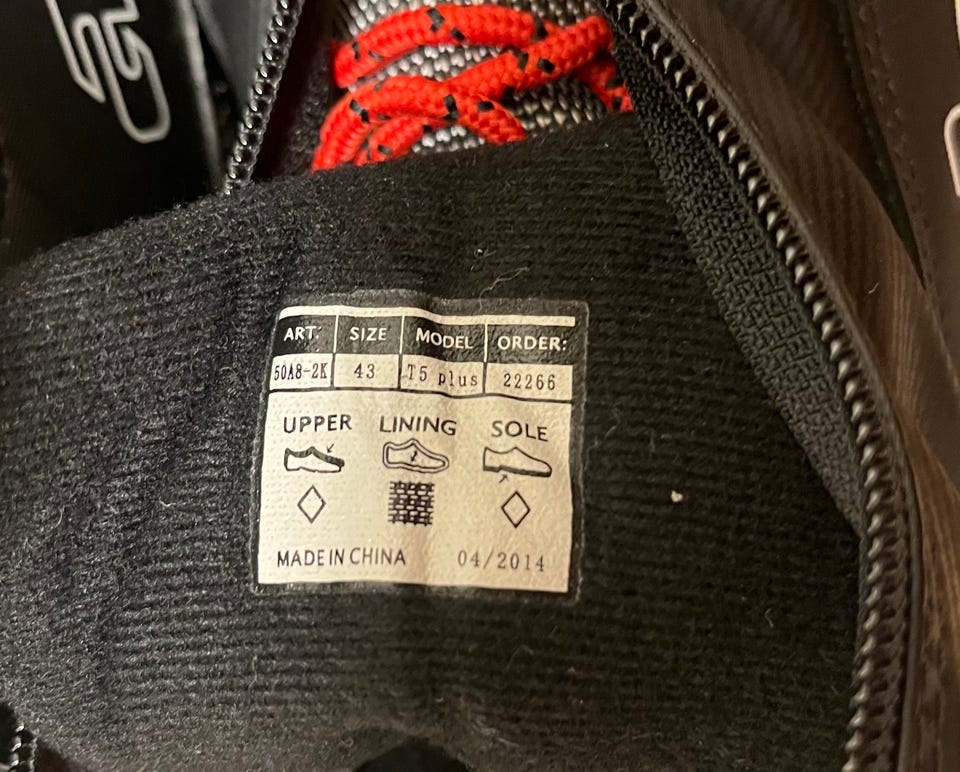 ART: SIZE MODEL ORDER:
50A8-2K 43 T5 plus 22266
UPPER LINING SOLE
MADE IN CHINA 04/2014